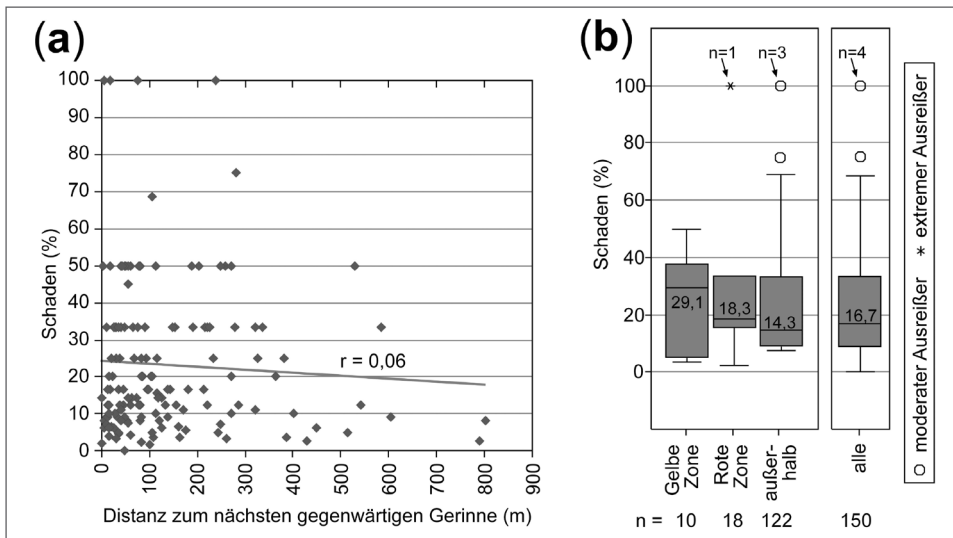 (a)
Schaden (%)
100
90
80
70
60
50
40
30
20
10
0
r = 0,06
0 100 200 300 400 500 600 700 800 900
Distanz zum nächsten gegenwärtigen Gerinne (m)
(b)
n=1 n=3 n=4
Schaden (%)
100
80
60
40
20
0
29,1 18,3 14,3 16,7
Gelbe
Zone
Rote
Zone
außer-
halb
alle
n = 10 18 122 150
○ moderater Ausreißer * extremer Ausreißer